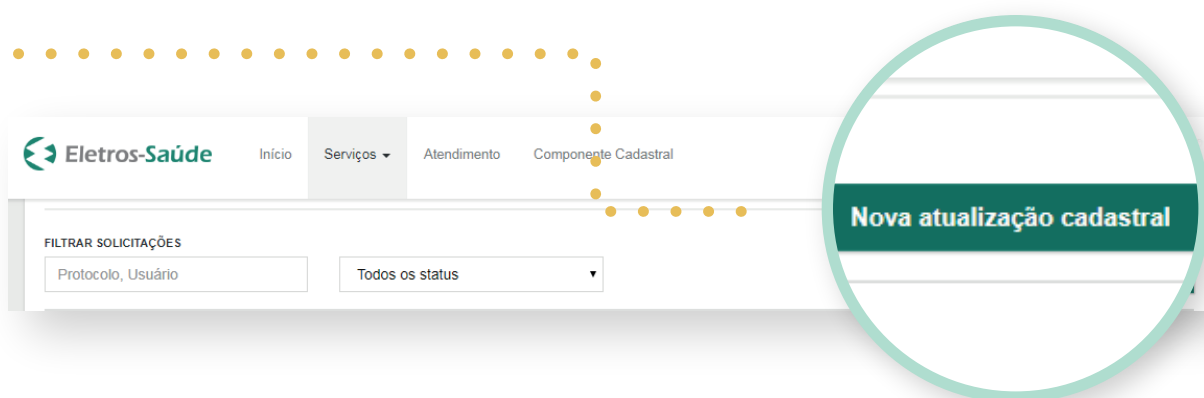 Eletros-Saúde Início Serviços Atendimento Componente Cadastral
Nova atualização cadastral
FILTRAR SOLICITAÇÕES
Protocolo, Usuário Todos os status